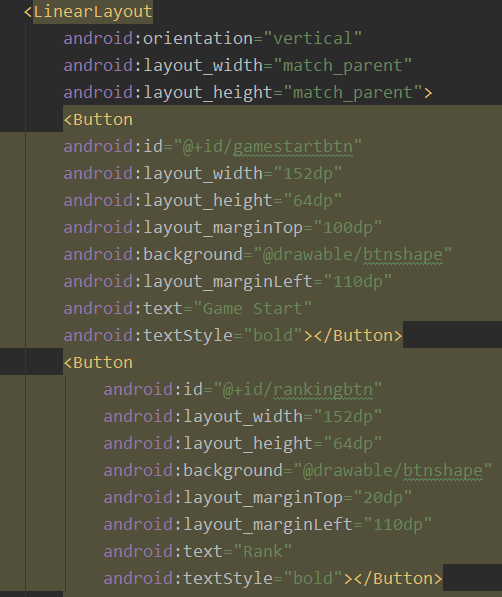 <LinearLayout
android:orientation="vertical"
android:layout_width="match_parent"
android:layout_height="match_parent">
<Button
android:id="@+id/gamestartbtn"
android:layout_width="152dp"
android:layout_height="64dp"
android:layout_marginTop="100dp"
android:background="@drawable/btnshape"
android:layout_marginLeft="110dp"
android:text="Game Start"
android:textStyle="bold"></Button>
<Button
android:id="@+id/rankingbtn"
android:layout_width="152dp"
android:layout_height="64dp"
android:background="@drawable/btnshape"
android:layout_marginTop="20dp"
android:layout_marginLeft="110dp"
android:text="Rank"
android:textStyle="bold"></Button>